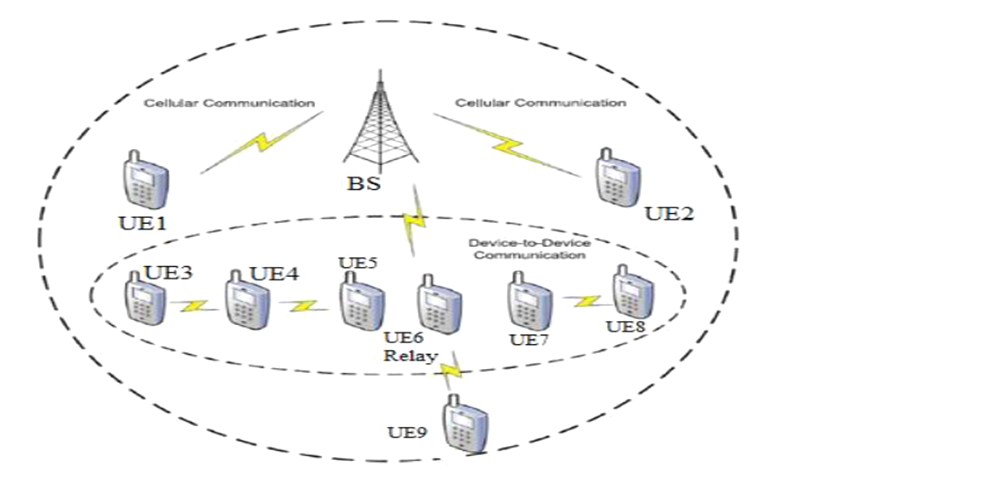 Cellular Communication
Cellular Communication
BS
UE1
UE2
Device-to-Device
Communication
UE3
UE4
UE5
UE6
Relay
UE7
UE8
UE9